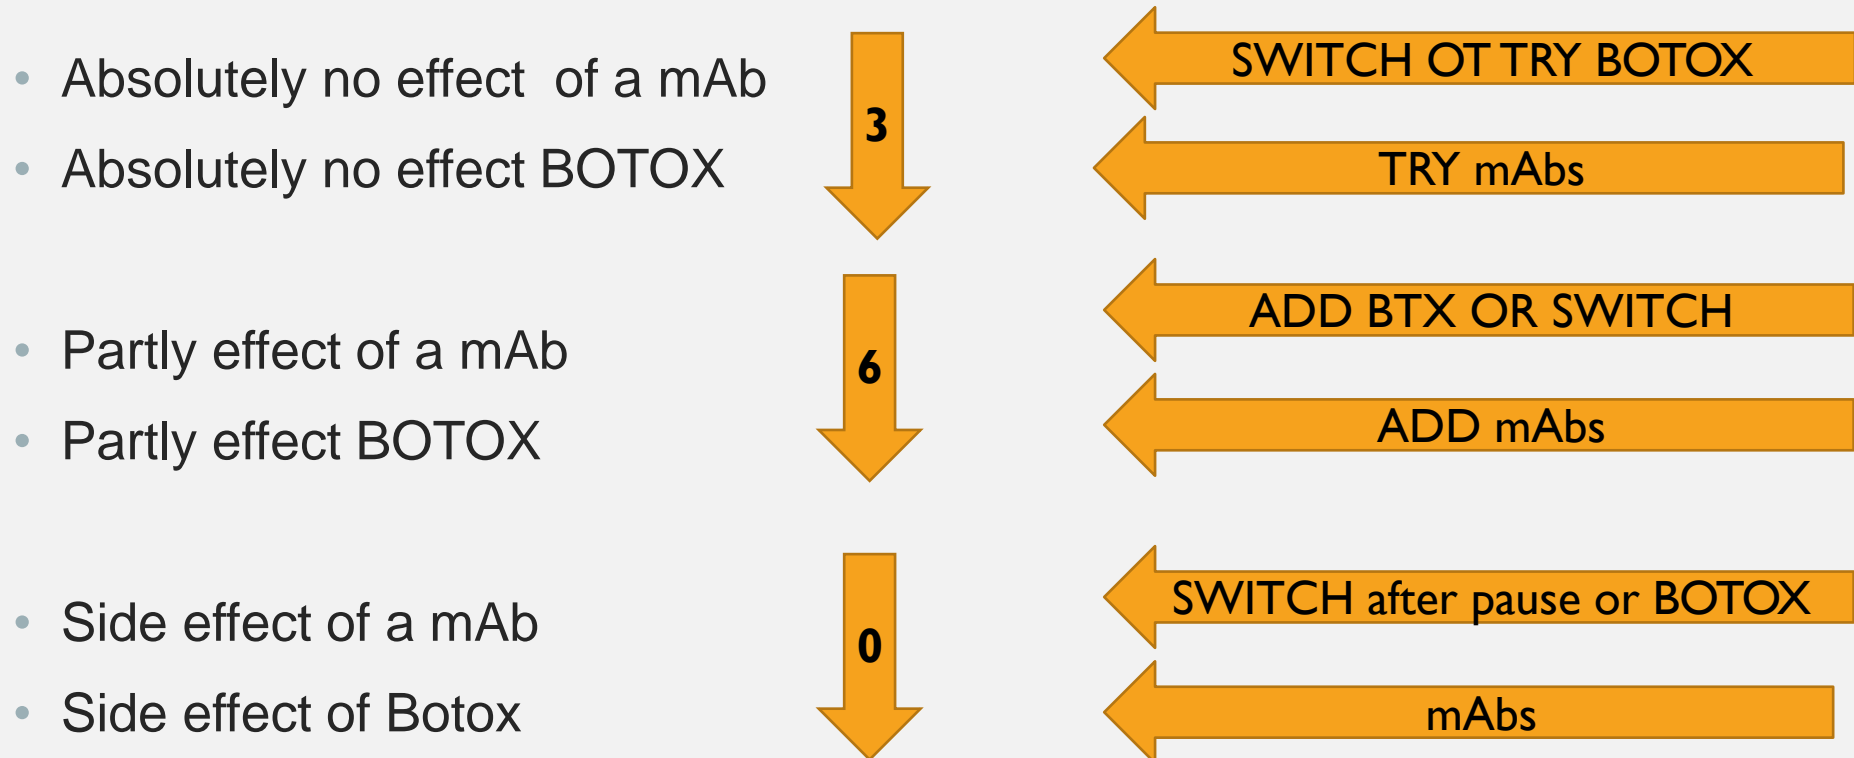 • Absolutely no effect  of a mAb
• Absolutely no effect BOTOX
3
SWITCH OT TRY BOTOX
TRY mAbs
• Partly effect of a mAb
• Partly effect BOTOX
6
ADD BTX OR SWITCH
ADD mAbs
• Side effect of a mAb
• Side effect of Botox
0
SWITCH after pause or BOTOX
mAbs